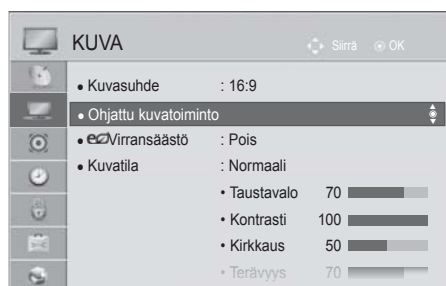 KUVA
Siirrä OK
• Kuvasuhde : 16:9
• Ohjattu kuvatoiminto
• eco Virransäästö : Pois
• Kuvatila : Normaali
• Taustavalo 70
• Kontrasti 100
• Kirkkaus 50
• Terävyys 70